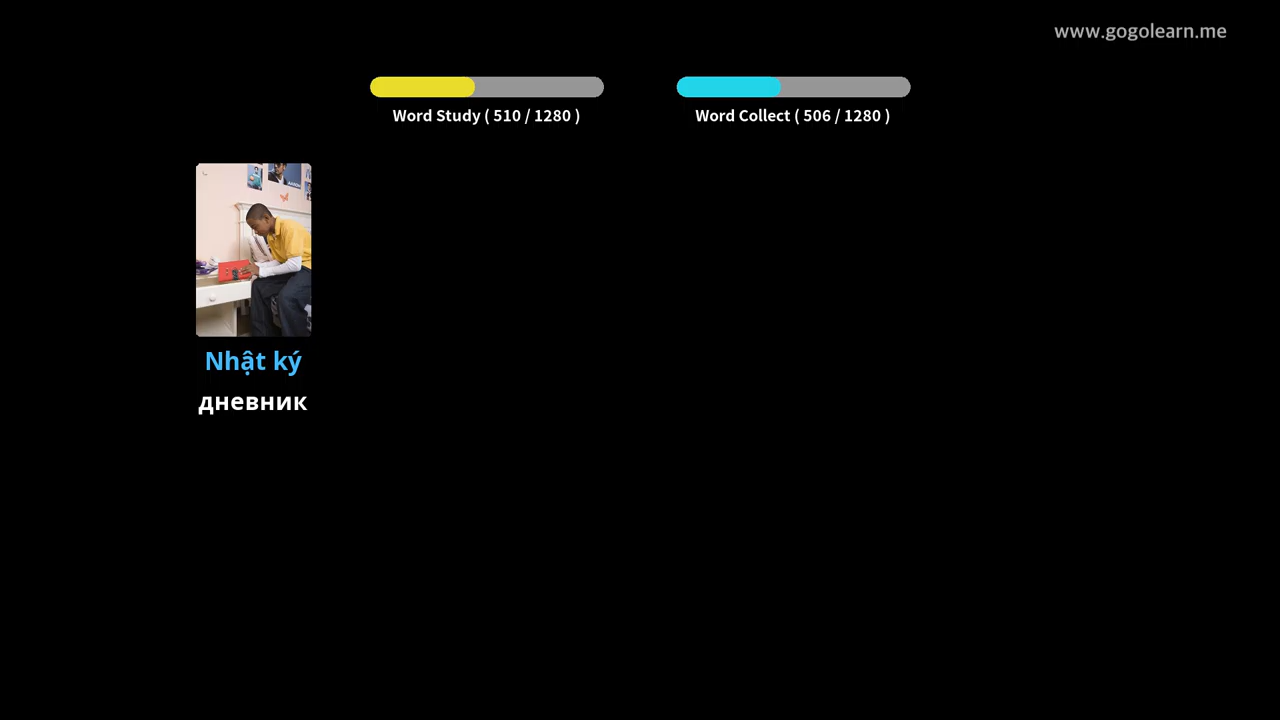 www.gogolearn.me
Word Study ( 510 / 1280 )
Word Collect ( 506 / 1280 )
Nhật ký
дневник